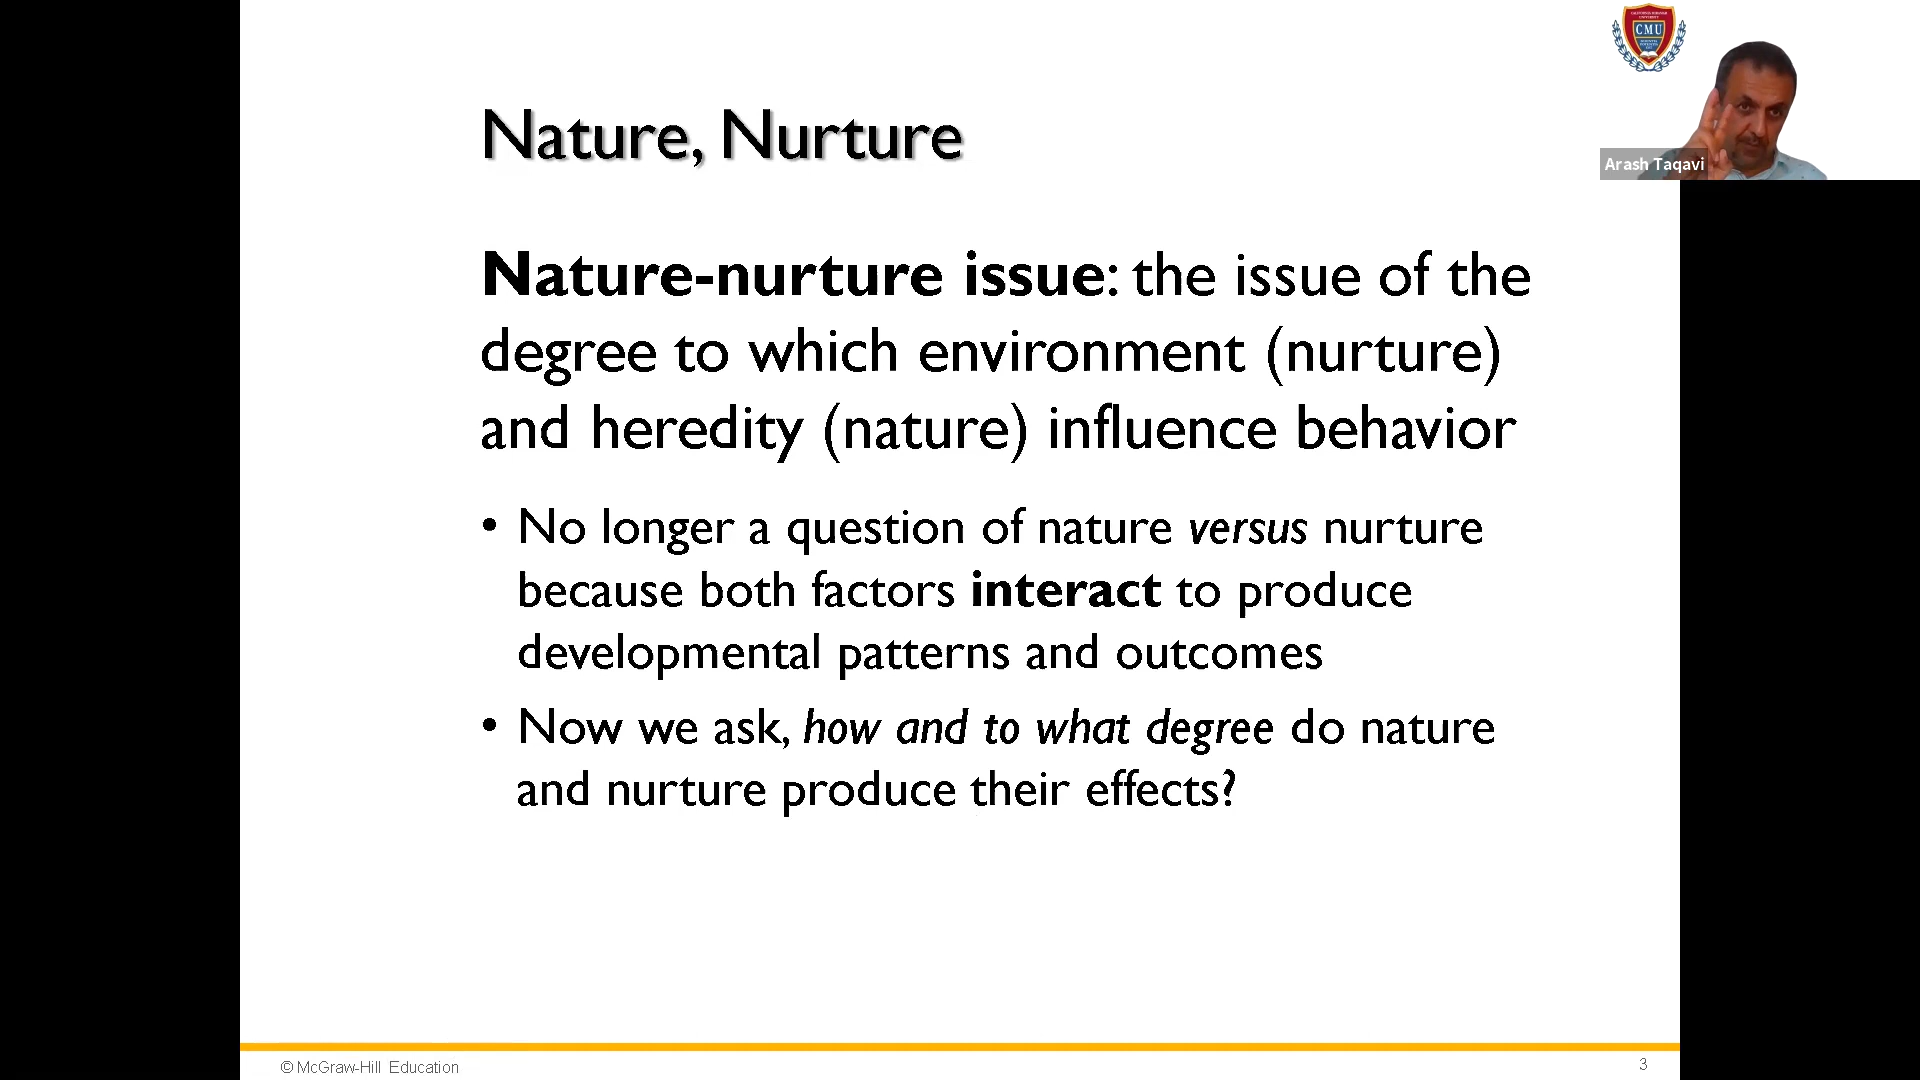 CALIFORNIA MIRAMAR
UNIVERSITY
CMU
Arash Taqavi
Nature, Nurture
Nature-nurture issue: the issue of the
degree to which environment (nurture)
and heredity (nature) influence behavior
• No longer a question of nature versus nurture
because both factors interact to produce
developmental patterns and outcomes
• Now we ask, how and to what degree do nature
and nurture produce their effects?
© McGraw-Hill Education
3